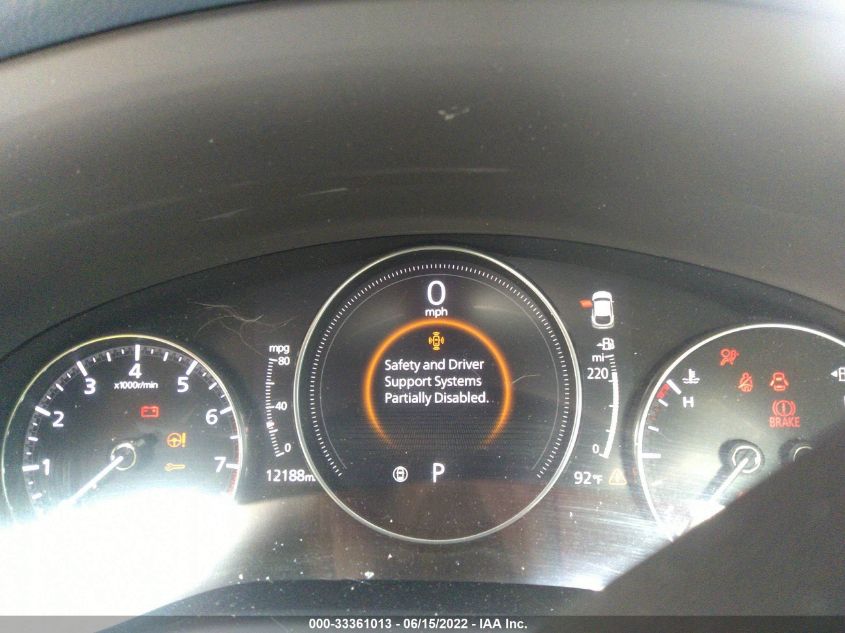 0
mph
Safety and Driver
Support Systems
Partially Disabled.
P
1
2
3
4
5
6
7
x1000r/min
mpg
80
40
0
12188m
mi
220
0
92°F
H
BRAKE
000-33361013 - 06/15/2022 - IAA Inc.